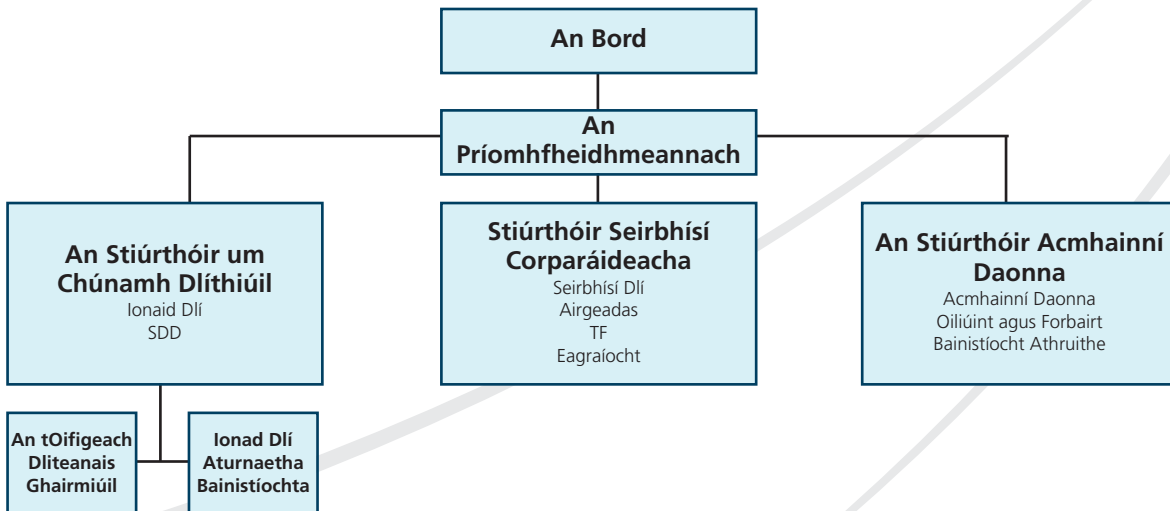 An Bord
An
Príomhfheidhmeannach
An Stiúrthóir um
Chúnamh Dlíthiúil
Ionaid Dlí
SDD
Stiúrthóir Seirbhísí
Corparáideacha
Seirbhísí Dlí
Airgeadas
TF
Eagraíocht
An Stiúrthóir Acmhainní
Daonna
Acmhainní Daonna
Oiliúint agus Forbairt
Bainistíocht Athruithe
An tOifigeach
Dliteanais
Ghairmiúil
Ionad Dlí
Aturnaetha
Bainistíochta